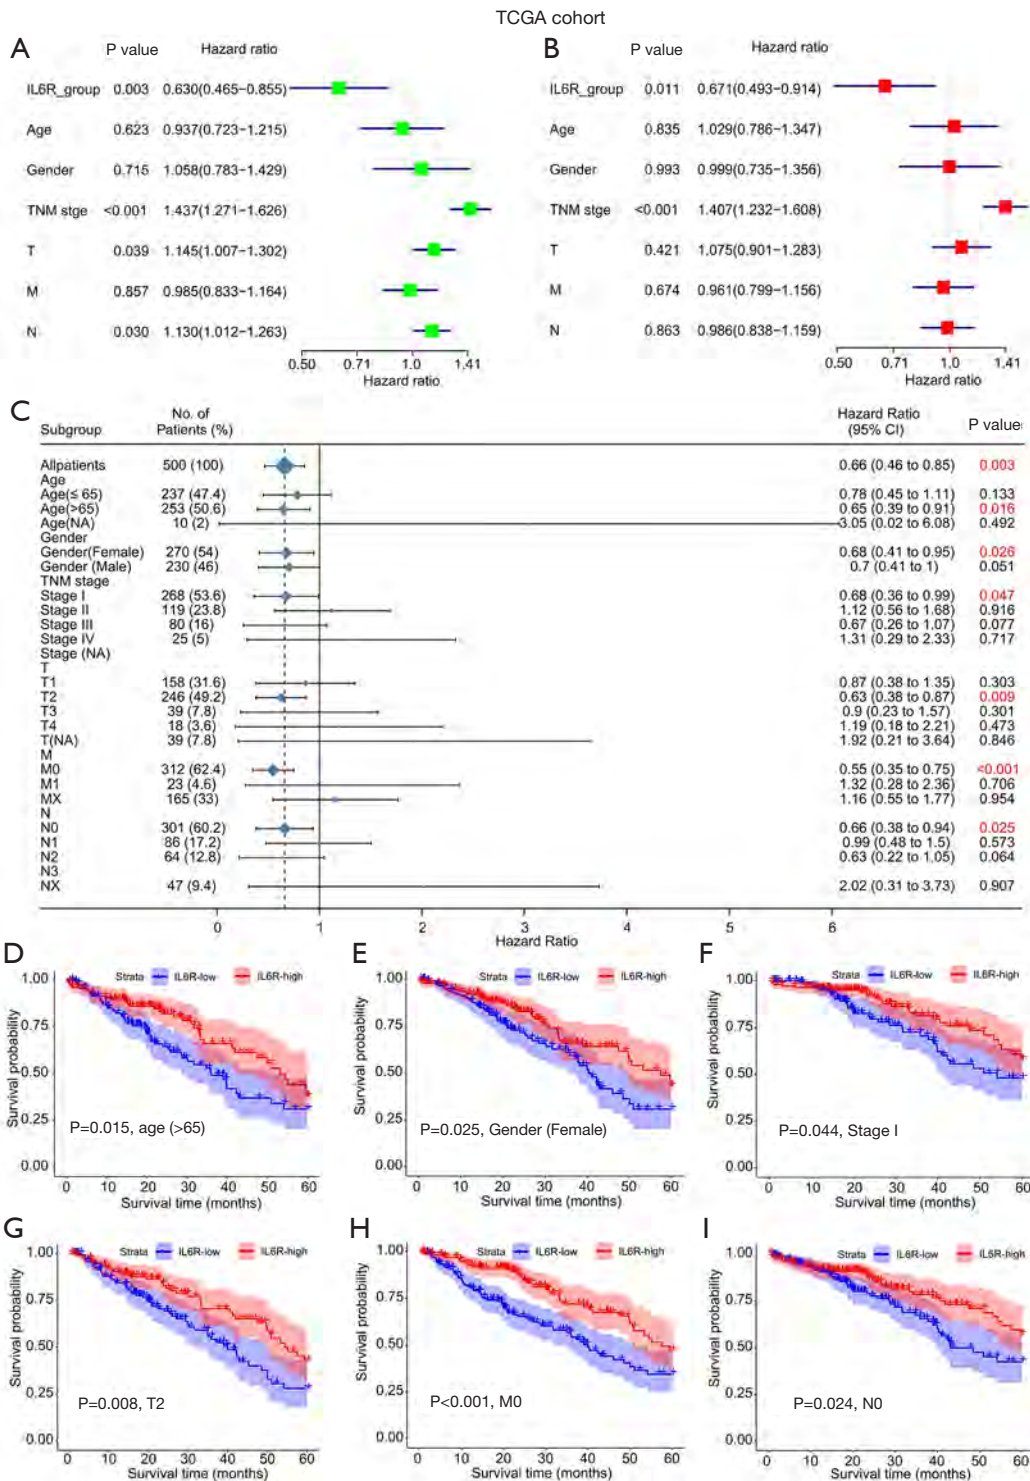 TCGA cohort
A
P value Hazard ratio
IL6R_group 0.003 0.630(0.465−0.855)
Age 0.623 0.937(0.723−1.215)
Gender 0.715 1.058(0.783−1.429)
TNM stge <0.001 1.437(1.271−1.626)
T 0.039 1.145(1.007−1.302)
M 0.857 0.985(0.833−1.164)
N 0.030 1.130(1.012−1.263)
0.50 0.71 1.0 1.41
Hazard ratio
B
P value Hazard ratio
IL6R_group 0.011 0.671(0.493−0.914)
Age 0.835 1.029(0.786−1.347)
Gender 0.993 0.999(0.735−1.356)
TNM stge <0.001 1.407(1.232−1.608)
T 0.421 1.075(0.901−1.283)
M 0.674 0.961(0.799−1.156)
N 0.863 0.986(0.838−1.159)
0.50 0.71 1.0 1.41
Hazard ratio
C
Subgroup No. of Patients (%) Hazard Ratio (95% CI) P value
Allpatients 500 (100) 0.66 (0.46 to 0.85) 0.003
Age
Age(≤ 65) 237 (47.4) 0.78 (0.45 to 1.11) 0.133
Age(>65) 253 (50.6) 0.65 (0.39 to 0.91) 0.016
Age(NA) 10 (2) 3.05 (0.02 to 6.08) 0.492
Gender
Gender(Female) 270 (54) 0.68 (0.41 to 0.95) 0.026
Gender (Male) 230 (46) 0.7 (0.41 to 1) 0.051
TNM stage
Stage I 268 (53.6) 0.68 (0.36 to 0.99) 0.047
Stage II 119 (23.8) 1.12 (0.56 to 1.68) 0.916
Stage III 80 (16) 0.67 (0.26 to 1.07) 0.077
Stage IV 25 (5) 1.31 (0.29 to 2.33) 0.717
Stage (NA)
T
T1 158 (31.6) 0.87 (0.38 to 1.35) 0.303
T2 246 (49.2) 0.63 (0.38 to 0.87) 0.009
T3 39 (7.8) 0.9 (0.23 to 1.57) 0.301
T4 18 (3.6) 1.19 (0.18 to 2.21) 0.473
T(NA) 39 (7.8) 1.92 (0.21 to 3.64) 0.846
M
M0 312 (62.4) 0.55 (0.35 to 0.75) <0.001
M1 23 (4.6) 1.32 (0.28 to 2.36) 0.706
MX 165 (33) 1.16 (0.55 to 1.77) 0.954
N
N0 301 (60.2) 0.66 (0.38 to 0.94) 0.025
N1 86 (17.2) 0.99 (0.48 to 1.5) 0.573
N2 64 (12.8) 0.63 (0.22 to 1.05) 0.064
N3
NX 47 (9.4) 2.02 (0.31 to 3.73) 0.907
0 1 2 3 4 5 6
Hazard Ratio
D
Strata IL6R-low IL6R-high
Survival probability
1.00
0.75
0.50
0.25
0.00
P=0.015, age (>65)
0 10 20 30 40 50 60
Survival time (months)
E
Strata IL6R-low IL6R-high
Survival probability
1.00
0.75
0.50
0.25
0.00
P=0.025, Gender (Female)
0 10 20 30 40 50 60
Survival time (months)
F
Strata IL6R-low IL6R-high
Survival probability
1.00
0.75
0.50
0.25
0.00
P=0.044, Stage I
0 10 20 30 40 50 60
Survival time (months)
G
Strata IL6R-low IL6R-high
Survival probability
1.00
0.75
0.50
0.25
0.00
P=0.008, T2
0 10 20 30 40 50 60
Survival time (months)
H
Strata IL6R-low IL6R-high
Survival probability
1.00
0.75
0.50
0.25
0.00
P<0.001, M0
0 10 20 30 40 50 60
Survival time (months)
I
Strata IL6R-low IL6R-high
Survival probability
1.00
0.75
0.50
0.25
0.00
P=0.024, N0
0 10 20 30 40 50 60
Survival time (months)